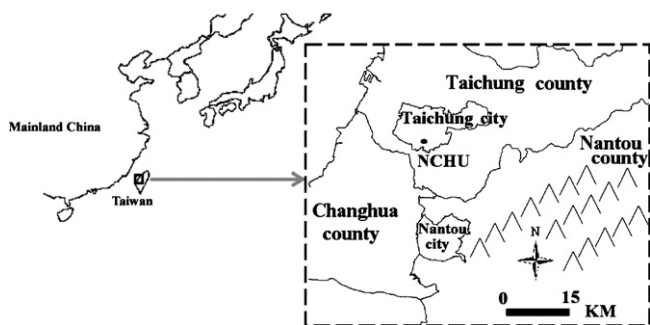 Mainland China
Taiwan
Taichung county
Taichung city
NCHU
Nantou
county
Changhua
county
Nantou
city
N
0 15 KM